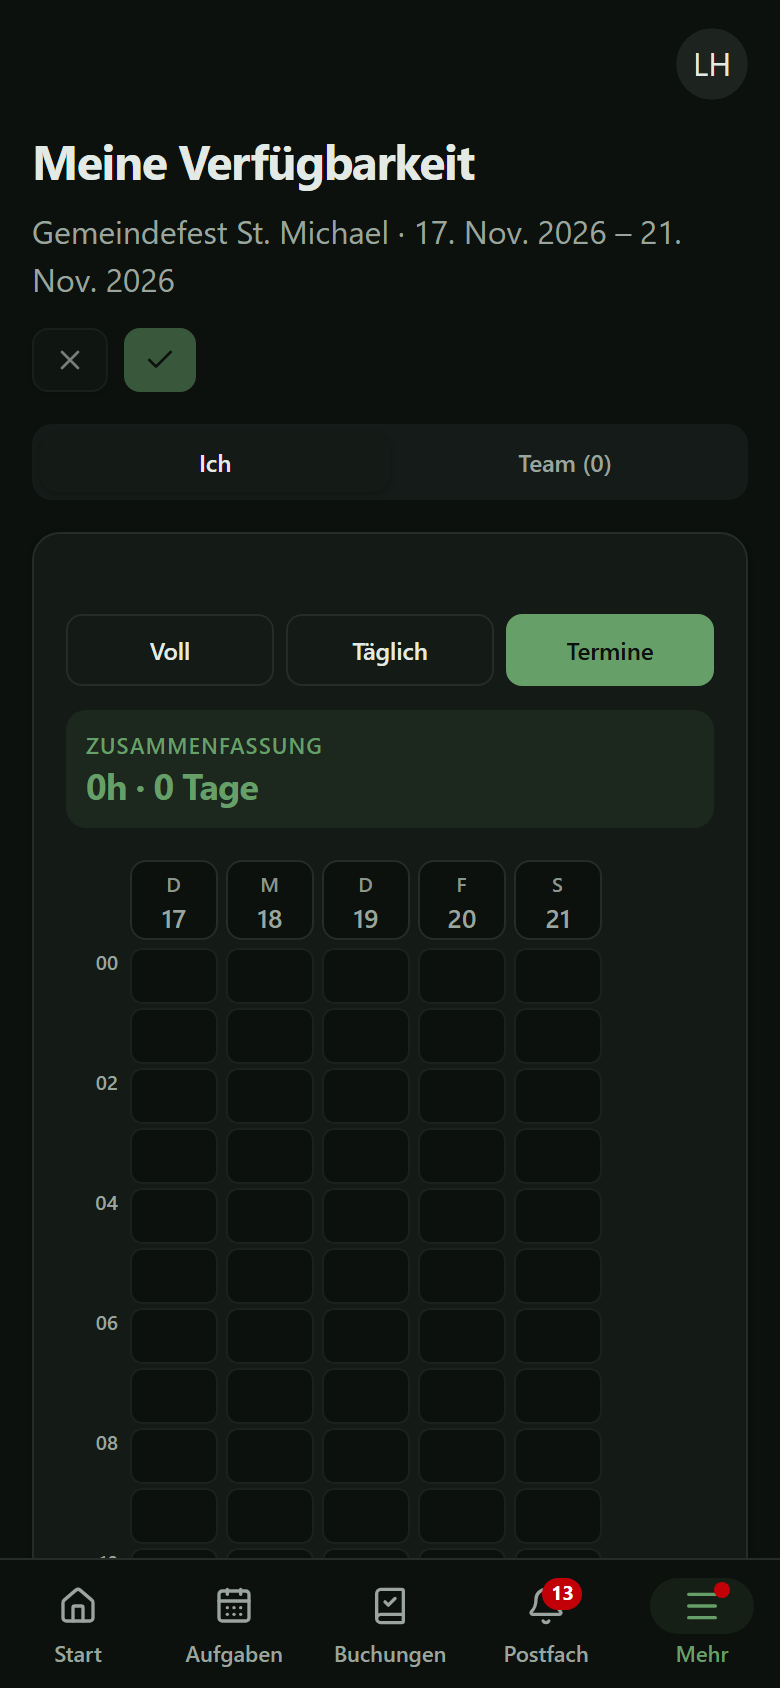 LH
Meine Verfügbarkeit
Gemeindefest St. Michael · 17. Nov. 2026 – 21.
Nov. 2026
Ich
Team (0)
Voll
Täglich
Termine
ZUSAMMENFASSUNG
0h · 0 Tage
D M D F S
17 18 19 20 21
00
02
04
06
08
13
Start
Aufgaben
Buchungen
Postfach
Mehr